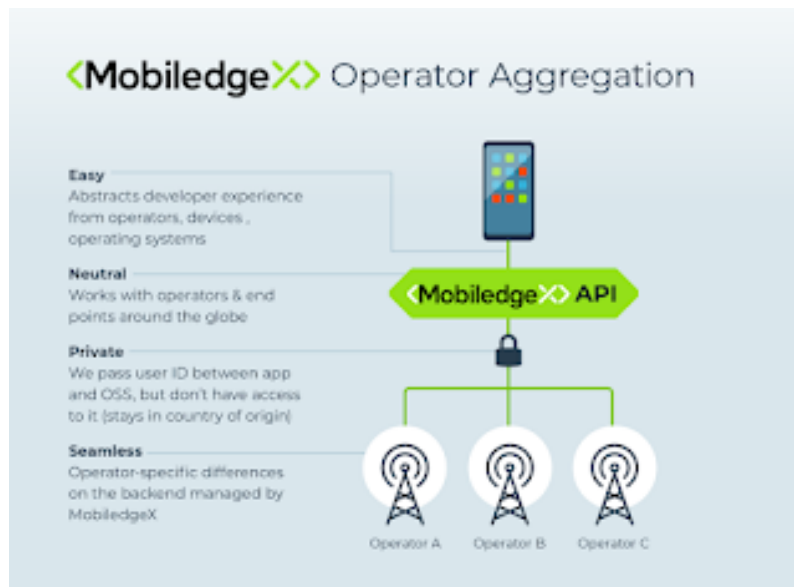 <MobiledgeX> Operator Aggregation
Easy
Abstracts developer experience
from operators, devices ,
operating systems
Neutral
Works with operators & end
points around the globe
Private
We pass user ID between app
and OSS, but don't have access
to it (stays in country of origin)
Seamless
Operator-specific differences
on the backend managed by
MobiledgeX
<MobiledgeX> API
Operator A
Operator B
Operator C